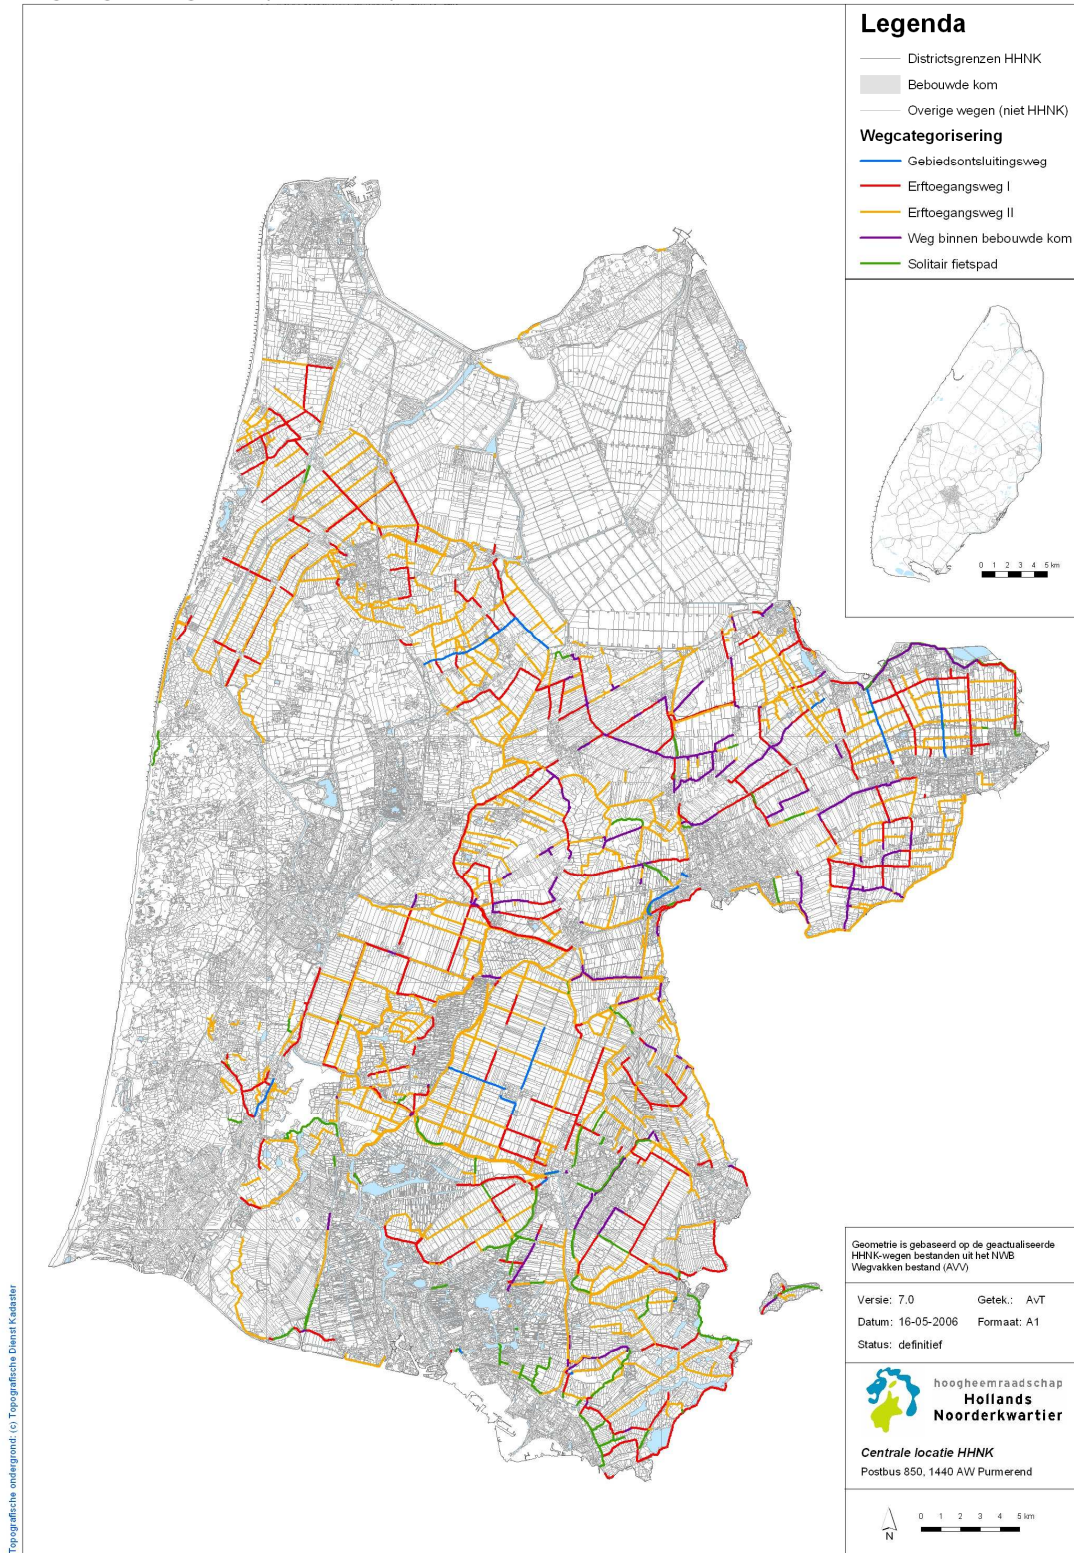 Legenda
Districtsgrenzen HHNK
Bebouwde kom
Overige wegen (niet HHNK)
Wegcategorisering
Gebiedsontsluitingsweg
Erftoegangsweg I
Erftoegangsweg II
Weg binnen bebouwde kom
Solitair fietspad
0 1 2 3 4 5 km
Geometrie is gebaseerd op de geactualiseerde
HHNK-wegen bestanden uit het NWB
Wegvakken bestand (AVV)
Versie: 7.0 Getek.: AvT
Datum: 16-05-2006 Formaat: A1
Status: definitief
hoogheemraadschap
Hollands
Noorderkwartier
Centrale locatie HHNK
Postbus 850, 1440 AW Purmerend
N
0 1 2 3 4 5 km
Topografische ondergrond: (c) Topografische Dienst Kadaster